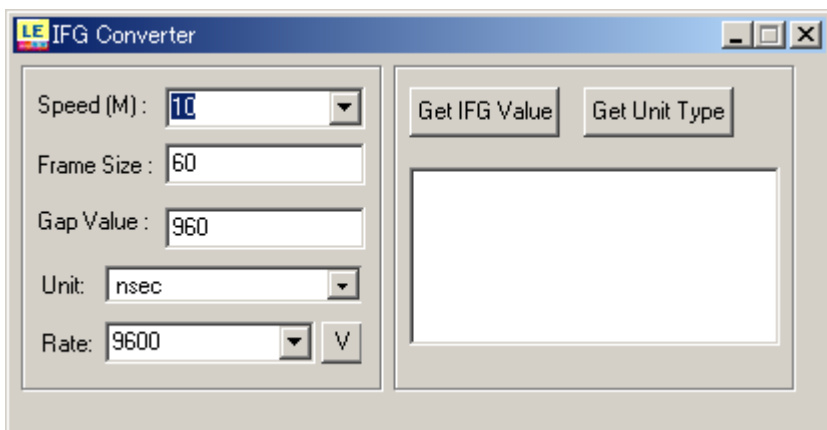 LE IFG Converter
Speed (M) : 10
Frame Size : 60
Gap Value : 960
Unit: nsec
Rate: 9600 V
Get IFG Value Get Unit Type